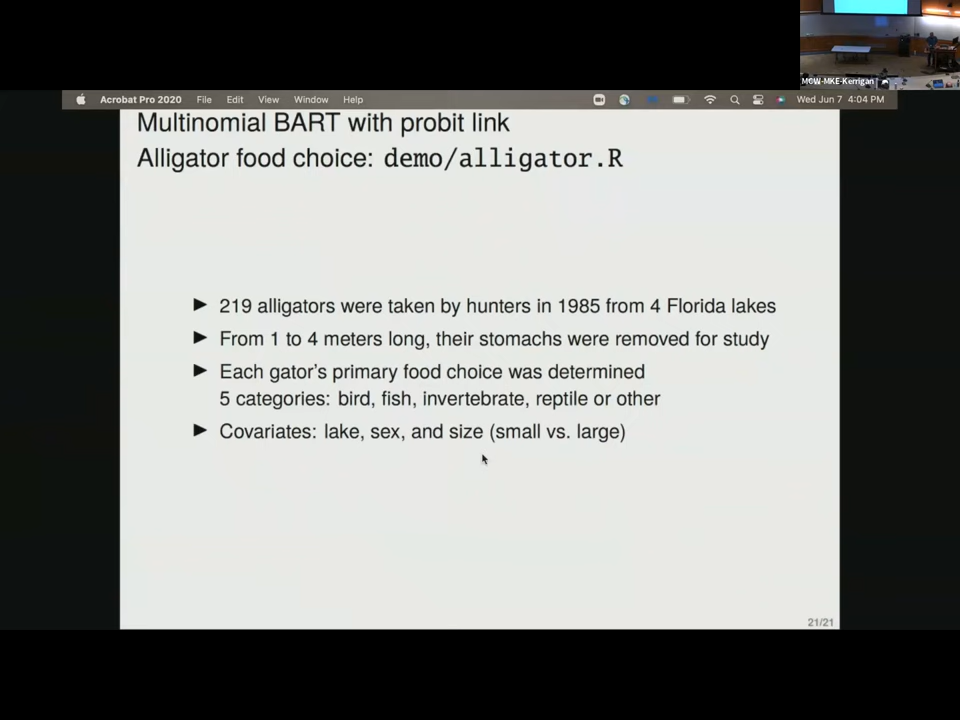 MCW-MKE-Kerrigan
Acrobat Pro 2020 File Edit View Window Help Wed Jun 7 4:04 PM
Multinomial BART with probit link
Alligator food choice: demo/alligator.R
► 219 alligators were taken by hunters in 1985 from 4 Florida lakes
► From 1 to 4 meters long, their stomachs were removed for study
► Each gator's primary food choice was determined
5 categories: bird, fish, invertebrate, reptile or other
► Covariates: lake, sex, and size (small vs. large)
21/21